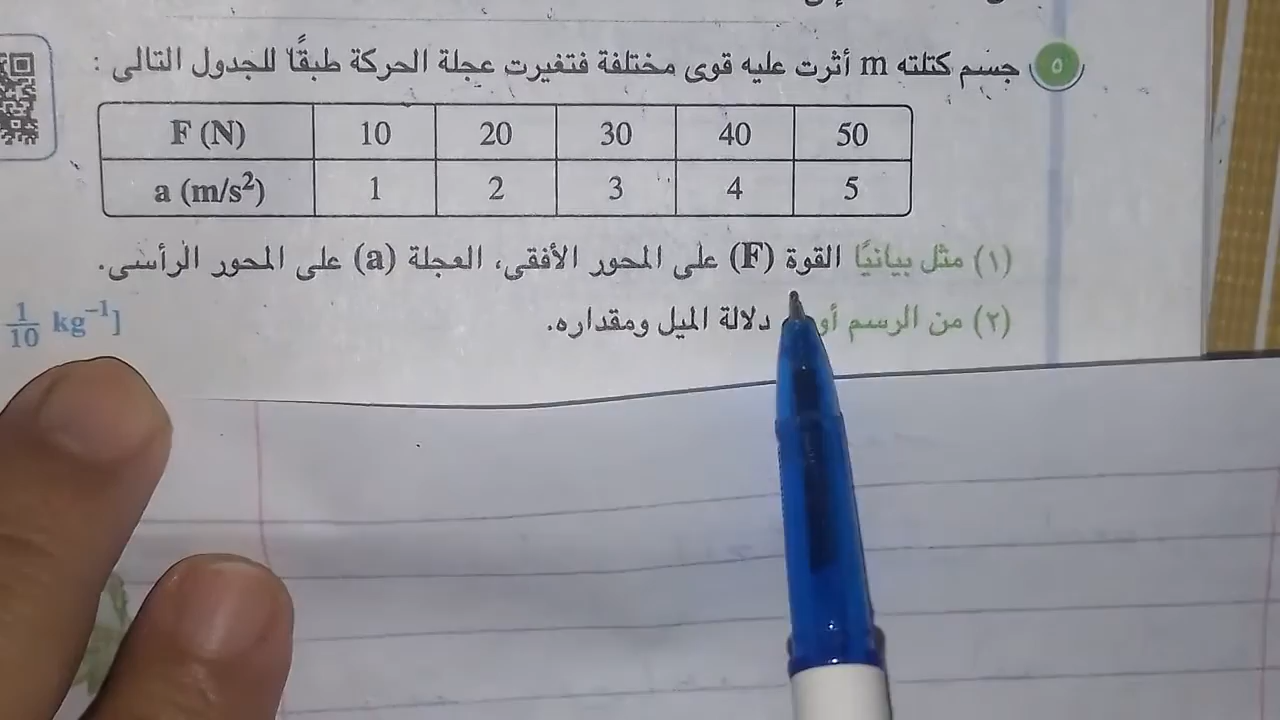 ٥ جسم كتلته m أثرت عليه قوى مختلفة فتغيرت عجلة الحركة طبقًا للجدول التالى :
F (N) 10 20 30 40 50
a (m/s²) 1 2 3 4 5
(١) مثل بيانيًا القوة (F) على المحور الأفقى، العجلة (a) على المحور الرأسى.
(٢) من الرسم دلالة الميل ومقداره.
1/10 kg⁻¹]